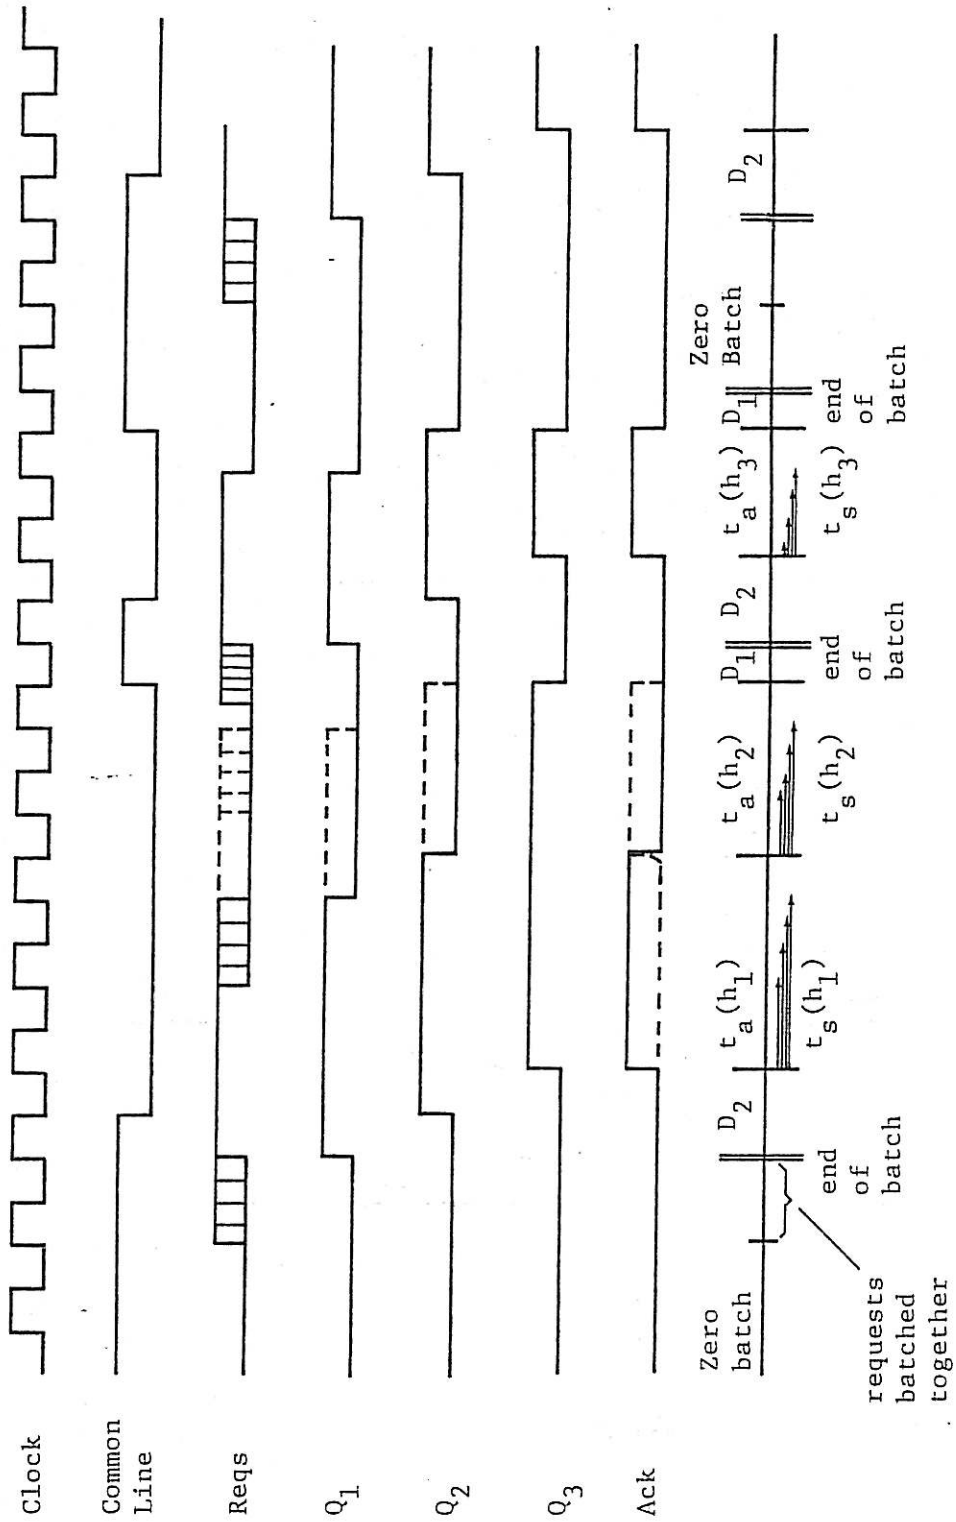 Clock
Common
Line
Reqs
Q1
Q2
Q3
Ack
Zero
batch
requests
batched
together
end
of
batch
D2
ta(h1)
ts(h1)
ta(h2)
ts(h2)
D1
end
of
batch
D2
ta(h3)
ts(h3)
D1
end
of
batch
Zero
Batch
D2